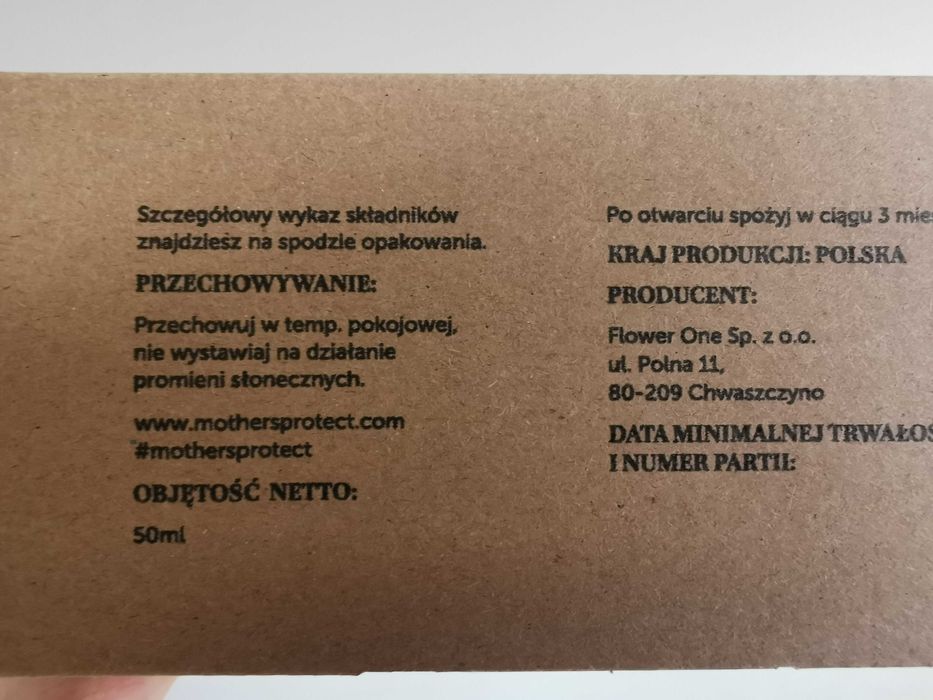 Szczegółowy wykaz składników
znajdziesz na spodzie opakowania.
PRZECHOWYWANIE:
Przechowuj w temp. pokojowej,
nie wystawiaj na działanie
promieni słonecznych.
www.mothersprotect.com
#mothersprotect
OBJĘTOŚĆ NETTO:
50ml
Po otwarciu spożyj w ciągu 3
KRAJ PRODUKCJI: POLSKA
PRODUCENT:
Flower One Sp. z o.o.
ul. Polna 11,
80-209 Chwaszczyno
DATA MINIMALNEJ
I NUMER PARTII: